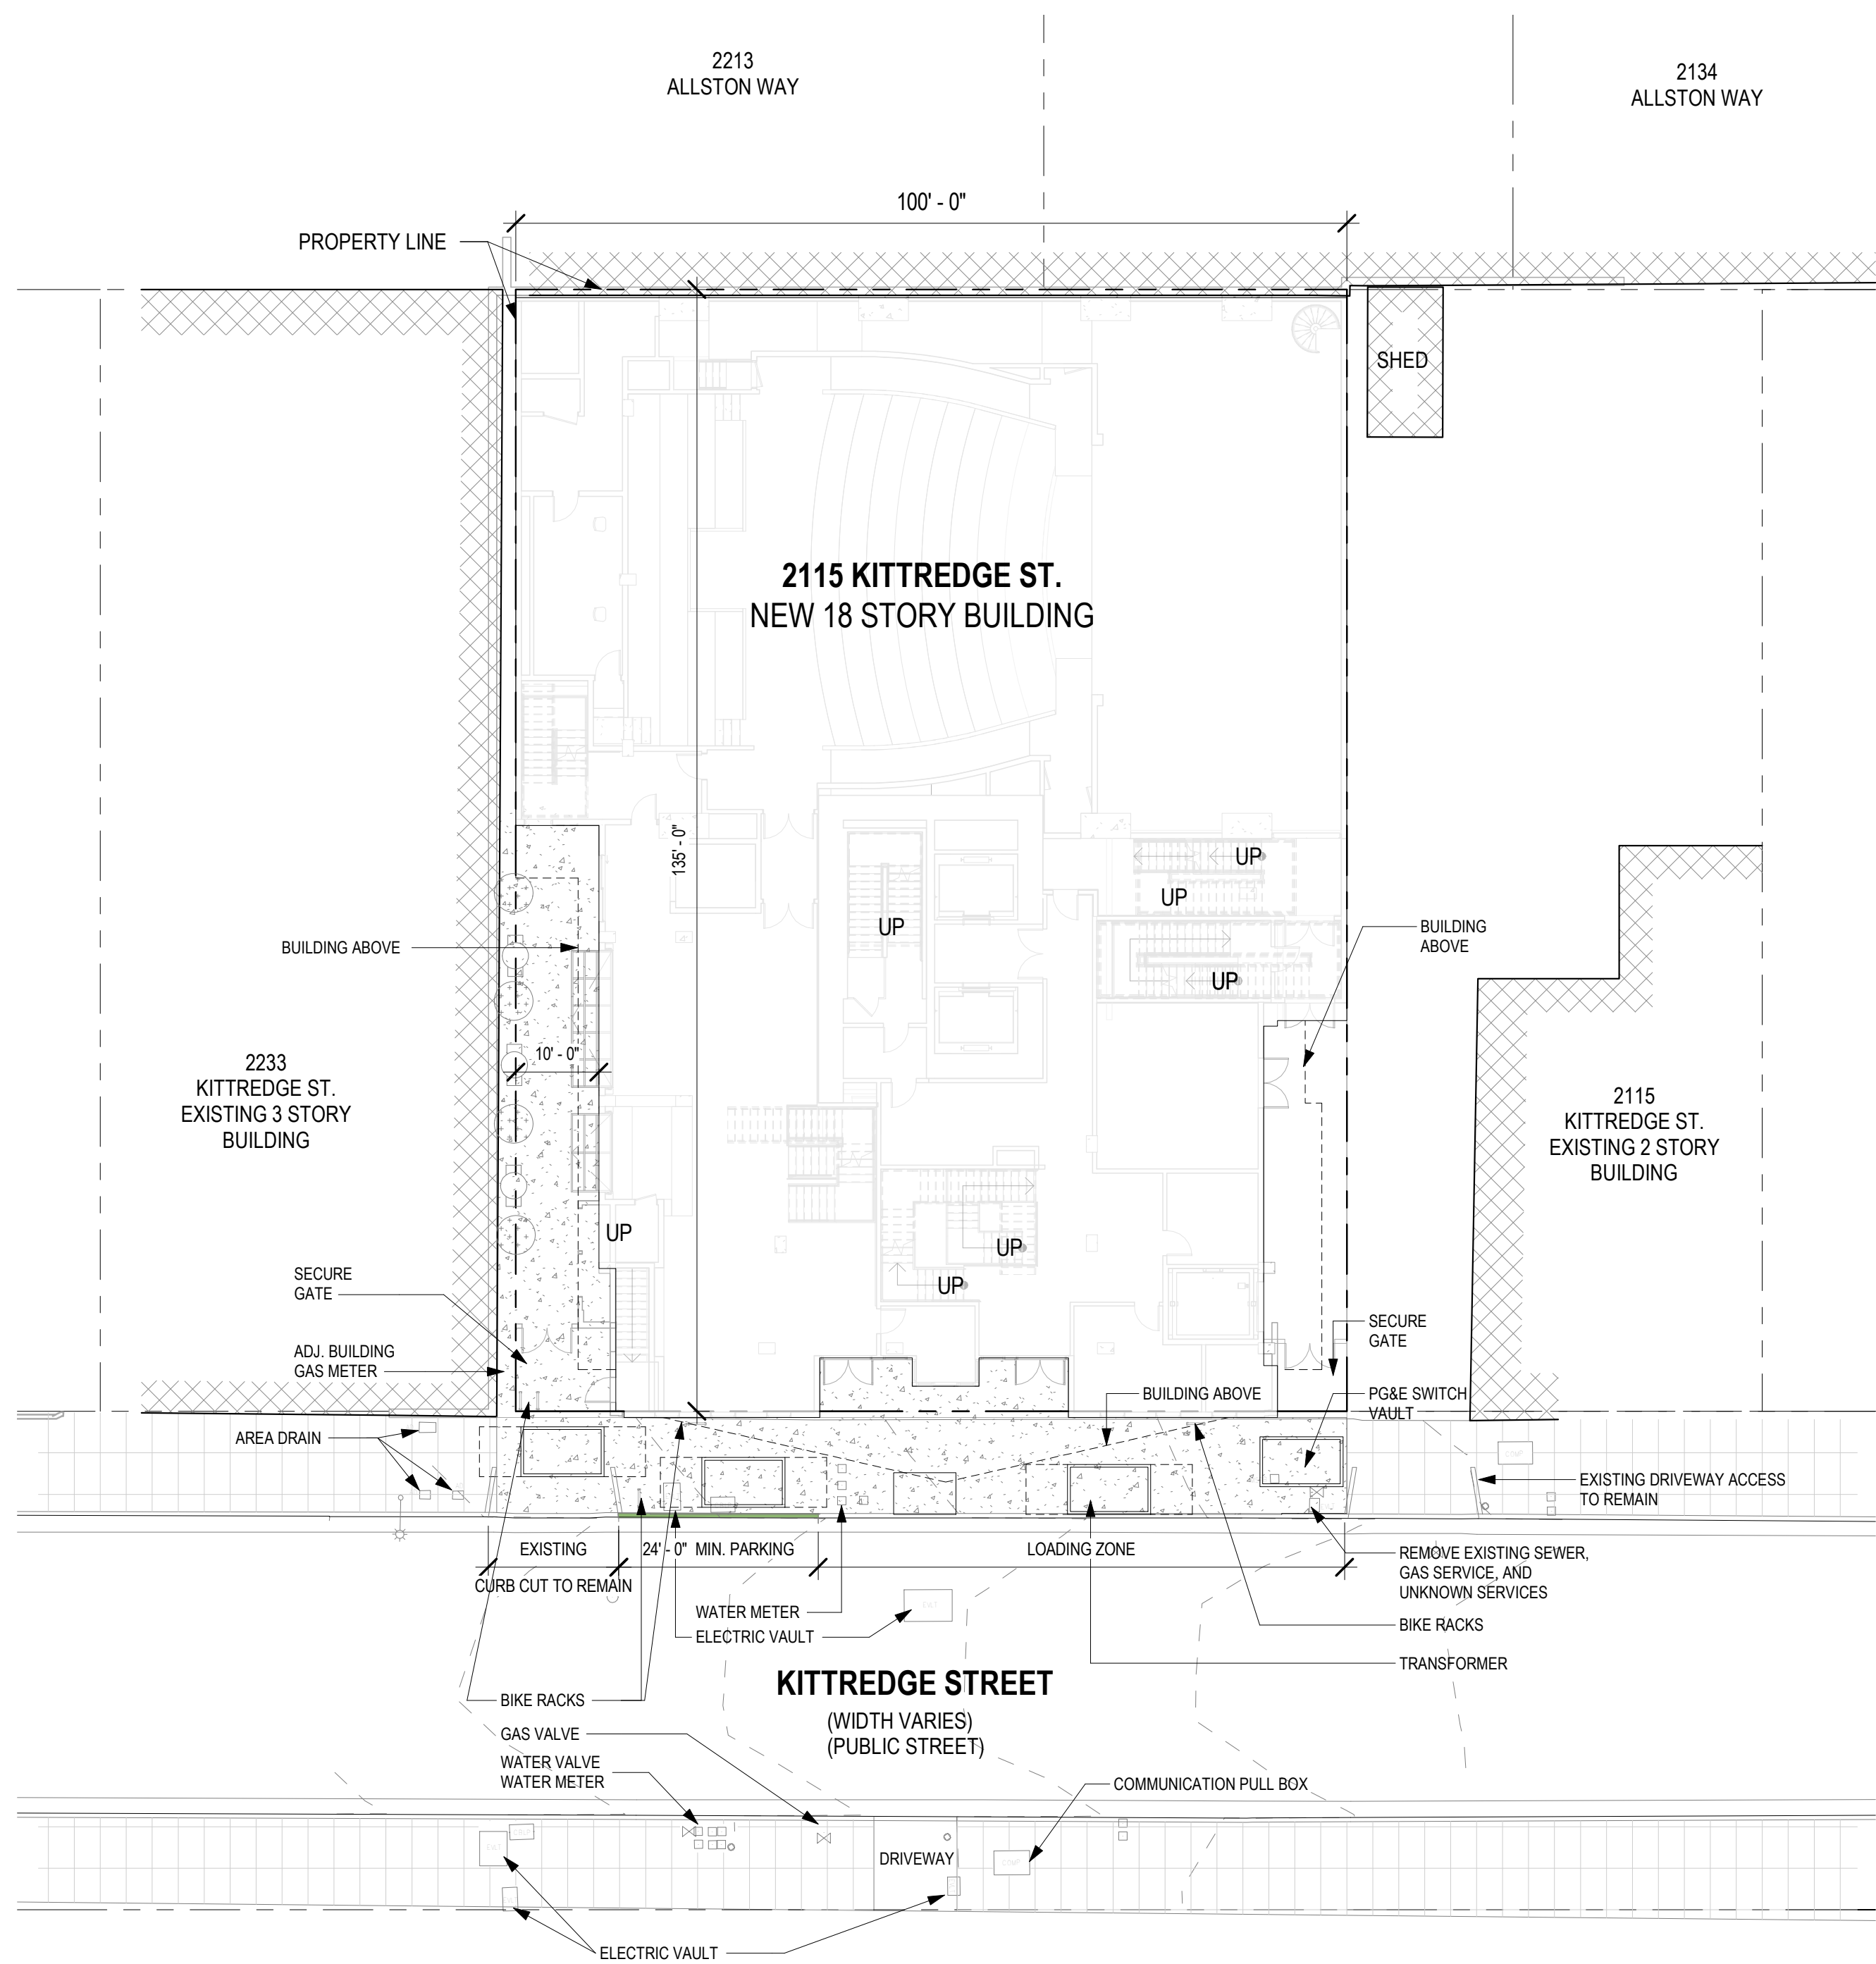 2213
ALLSTON WAY
2134
ALLSTON WAY
100' - 0"
PROPERTY LINE
SHED
2115 KITTREDGE ST.
NEW 18 STORY BUILDING
135' - 0"
UP
UP
UP
UP
BUILDING ABOVE
BUILDING
ABOVE
10' - 0"
2233
KITTREDGE ST.
EXISTING 3 STORY
BUILDING
2115
KITTREDGE ST.
EXISTING 2 STORY
BUILDING
UP
UP
UP
SECURE
GATE
SECURE
GATE
ADJ. BUILDING
GAS METER
BUILDING ABOVE
PG&E SWITCH
VAULT
AREA DRAIN
EXISTING DRIVEWAY ACCESS
TO REMAIN
EXISTING
CURB CUT TO REMAIN
24' - 0" MIN. PARKING
LOADING ZONE
REMOVE EXISTING SEWER,
GAS SERVICE, AND
UNKNOWN SERVICES
WATER METER
ELECTRIC VAULT
BIKE RACKS
TRANSFORMER
KITTREDGE STREET
(WIDTH VARIES)
(PUBLIC STREET)
BIKE RACKS
GAS VALVE
WATER VALVE
WATER METER
COMMUNICATION PULL BOX
DRIVEWAY
ELECTRIC VAULT